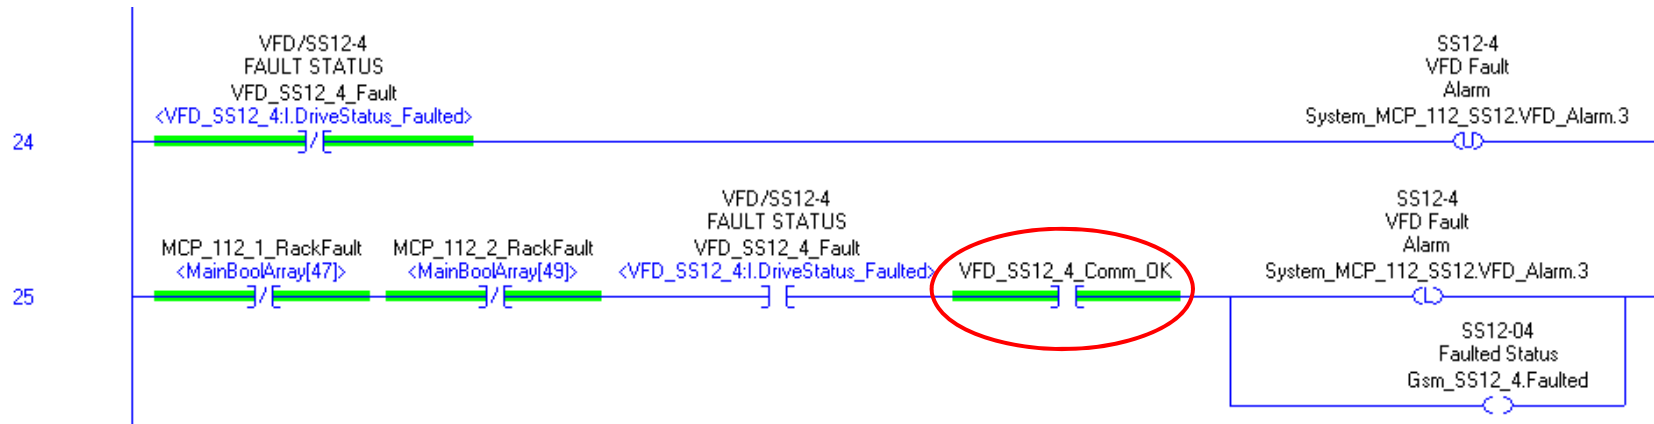 VFD/SS12-4
FAULT STATUS
VFD_SS12_4_Fault
<VFD_SS12_4:I.DriveStatus_Faulted>
SS12-4
VFD Fault
Alarm
System_MCP_112_SS12.VFD_Alarm.3
24
U
VFD/SS12-4
FAULT STATUS
VFD_SS12_4_Fault
<VFD_SS12_4:I.DriveStatus_Faulted>
MCP_112_1_RackFault
<MainBoolArray[47]>
MCP_112_2_RackFault
<MainBoolArray[49]>
VFD_SS12_4_Comm_OK
SS12-4
VFD Fault
Alarm
System_MCP_112_SS12.VFD_Alarm.3
25
L
SS12-04
Faulted Status
Gsm_SS12_4.Faulted